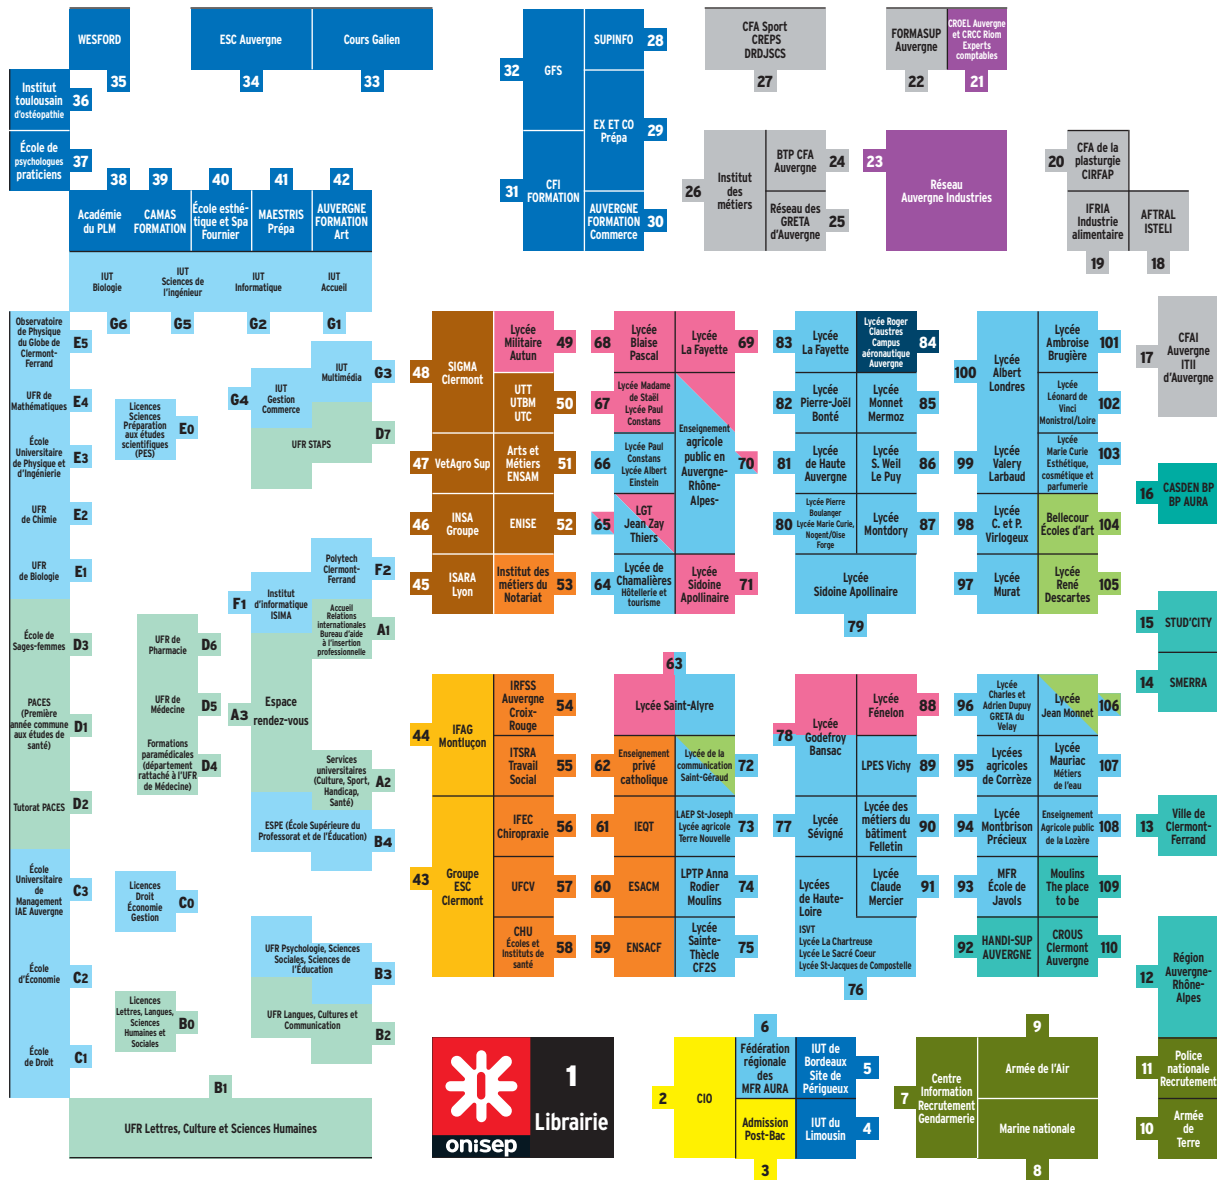 WESFORD
35
ESC Auvergne
34
Cours Galien
33
Institut
toulousain
d'ostéopathie
36
École de
psychologues
praticiens
37
38
39
40
41
42
Académie
du PLM
CAMAS
FORMATION
École esthé-
tique et Spa
Fournier
MAESTRIS
Prépa
AUVERGNE
FORMATION
Art
IUT
Biologie
IUT
Sciences de
l'ingénieur
IUT
Informatique
IUT
Accueil
G6
G5
G2
G1
32
GFS
SUPINFO
28
EX ET CO
Prépa
29
31
CFI
FORMATION
AUVERGNE
FORMATION
Commerce
30
CFA Sport
CREPS
DRDJSCS
27
FORMASUP
Auvergne
22
CROEL Auvergne
et CRCC Riom
Experts
comptables
21
26
Institut
des
métiers
BTP CFA
Auvergne
24
Réseau des
GRETA
d'Auvergne
25
23
Réseau
Auvergne Industries
20
CFA de la
plasturgie
CIRFAP
IFRIA
Industrie
alimentaire
19
AFTRAL
ISTELI
18
Observatoire
de Physique
du Globe de
Clermont-
Ferrand
E5
UFR de
Mathématiques
E4
École
Universitaire
de Physique et
d'Ingénierie
E3
UFR
de Chimie
E2
UFR
de Biologie
E1
École de
Sages-femmes
D3
PACES
(Première
année commune
aux études de
santé)
D1
Tutorat PACES
D2
École
Universitaire
de
Management
IAE Auvergne
C3
École
d'Économie
C2
École
de Droit
C1
Licences
Sciences
Préparation
aux études
scientifiques
(PES)
E0
IUT
Multimédia
G3
G4
IUT
Gestion
Commerce
UFR STAPS
D7
Polytech
Clermont-
Ferrand
F2
F1
Institut
d'informatique
ISIMA
Accueil
Relations
internationales
Bureau d'aide
à l'insertion
professionnelle
A1
UFR de
Pharmacie
D6
UFR de
Médecine
D5
Formations
paramédicales
(département
rattaché à l'UFR
de Médecine)
D4
A3
Espace
rendez-vous
Services
universitaires
(Culture, Sport,
Handicap,
Santé)
A2
ESPE (École Supérieure du
Professorat et de l'Éducation)
B4
Licences
Droit
Économie
Gestion
C0
UFR Psychologie, Sciences
Sociales, Sciences de
l'Éducation
B3
Licences
Lettres, Langues,
Sciences
Humaines et
Sociales
B0
UFR Langues, Cultures et
Communication
B2
B1
UFR Lettres, Culture et Sciences Humaines
48
SIGMA
Clermont
Lycée
Militaire
Autun
49
UTT
UTBM
UTC
50
47
VetAgro Sup
Arts et
Métiers
ENSAM
51
46
INSA
Groupe
ENISE
52
45
ISARA
Lyon
Institut des
métiers du
Notariat
53
68
Lycée
Blaise
Pascal
Lycée
La Fayette
69
67
Lycée Madame
de Staël
Lycée Paul
Constans
66
Lycée Paul
Constans
Lycée Albert
Einstein
Enseignement
agricole
public en
Auvergne-
Rhône-
Alpes-
70
65
LGT
Jean Zay
Thiers
64
Lycée de
Chamalières
Hôtellerie et
tourisme
Lycée
Sidoine
Apollinaire
71
83
Lycée
La Fayette
Lycée Roger
Claustres
Campus
aéronautique
Auvergne
84
82
Lycée
Pierre-Joël
Bonté
Lycée
Monnet
Mermoz
85
81
Lycée
de Haute
Auvergne
Lycée
S. Weil
Le Puy
86
80
Lycée Pierre
Boulanger
Lycée Marie Curie,
Nogent/Oise
Forge
Lycée
Montdory
87
Lycée
Sidoine Apollinaire
79
100
Lycée
Albert
Londres
Lycée
Ambroise
Brugière
101
Lycée
Léonard de
Vinci
Monistrol/Loire
102
99
Lycée
Valery
Larbaud
Lycée
Marie Curie
Esthétique,
cosmétique et
parfumerie
103
98
Lycée
C. et P.
Virlogeux
Bellecour
Écoles d'art
104
97
Lycée
Murat
Lycée
René
Descartes
105
17
CFAI
Auvergne
ITII
d'Auvergne
16
CASDEN BP
BP AURA
15
STUD'CITY
14
SMERRA
13
Ville de
Clermont-
Ferrand
12
Région
Auvergne-
Rhône-
Alpes
11
Police
nationale
Recrutement
10
Armée
de
Terre
44
IFAG
Montluçon
IRFSS
Auvergne
Croix-
Rouge
54
ITSRA
Travail
Social
55
43
Groupe
ESC
Clermont
IFEC
Chiropraxie
56
UFCV
57
CHU
Écoles et
Instituts de
santé
58
63
Lycée Saint-Alyre
62
Enseignement
privé
catholique
Lycée de la
communication
Saint-Géraud
72
61
IEQT
LAEP St-Joseph
Lycée agricole
Terre Nouvelle
73
60
ESACM
LPTP Anna
Rodier
Moulins
74
59
ENSACF
Lycée
Sainte-
Thècle
CF2S
75
78
Lycée
Godefroy
Bansac
Lycée
Fénelon
88
LPES Vichy
89
77
Lycée
Sévigné
Lycée des
métiers du
bâtiment
Felletin
90
Lycées
de Haute-
Loire
ISVT
Lycée La Chartreuse
Lycée Le Sacré Coeur
Lycée St-Jacques de Compostelle
76
Lycée
Claude
Mercier
91
96
Lycée
Charles et
Adrien Dupuy
GRETA du
Velay
Lycée
Jean Monnet
106
95
Lycées
agricoles
de Corrèze
Lycée
Mauriac
Métiers
de l'eau
107
94
Lycée
Montbrison
Précieux
Enseignement
Agricole public
de la Lozère
108
93
MFR
École de
Javols
Moulins
The place
to be
109
92
HANDI-SUP
AUVERGNE
CROUS
Clermont
Auvergne
110
onisep
1
Librairie
2
CIO
6
Fédération
régionale
des
MFR AURA
IUT de
Bordeaux
Site de
Périgueux
5
Admission
Post-Bac
3
IUT du
Limousin
4
7
Centre
Information
Recrutement
Gendarmerie
9
Armée de l'Air
Marine nationale
8